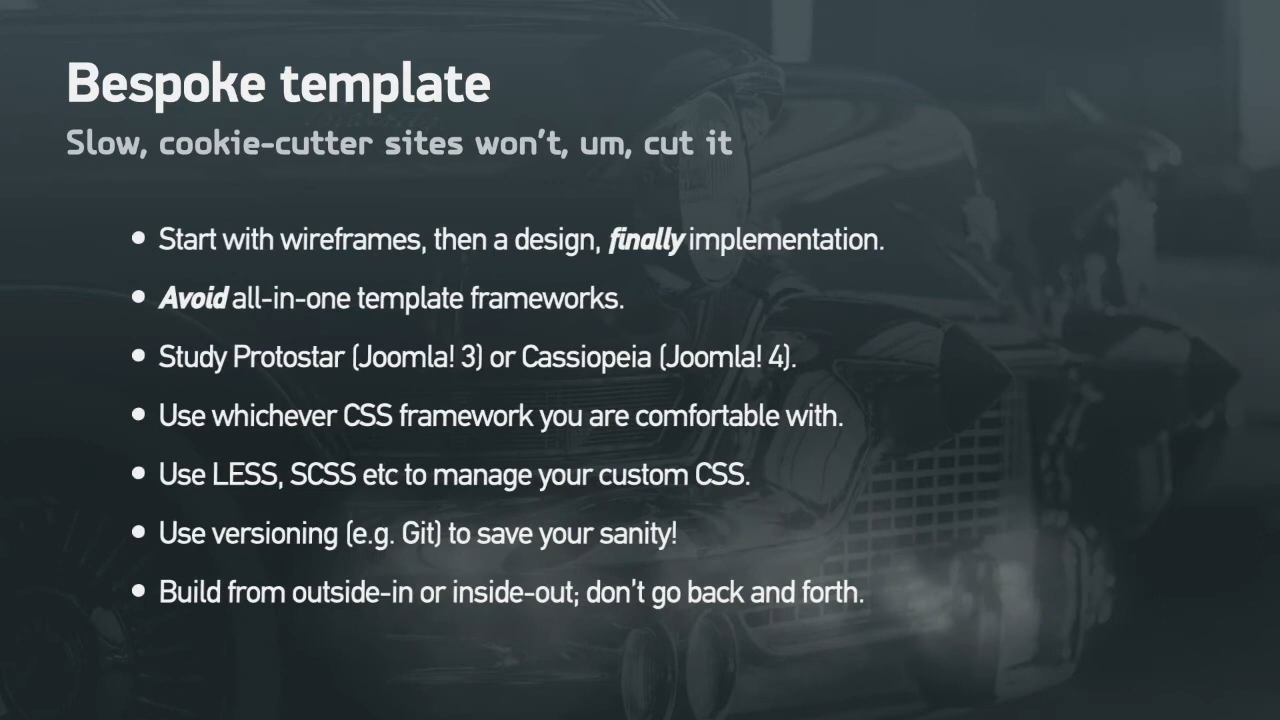 Bespoke template
Slow, cookie-cutter sites won't, um, cut it
• Start with wireframes, then a design, finally implementation.
• Avoid all-in-one template frameworks.
• Study Protostar (Joomla! 3) or Cassiopeia (Joomla! 4).
• Use whichever CSS framework you are comfortable with.
• Use LESS, SCSS etc to manage your custom CSS.
• Use versioning (e.g. Git) to save your sanity!
• Build from outside-in or inside-out; don't go back and forth.